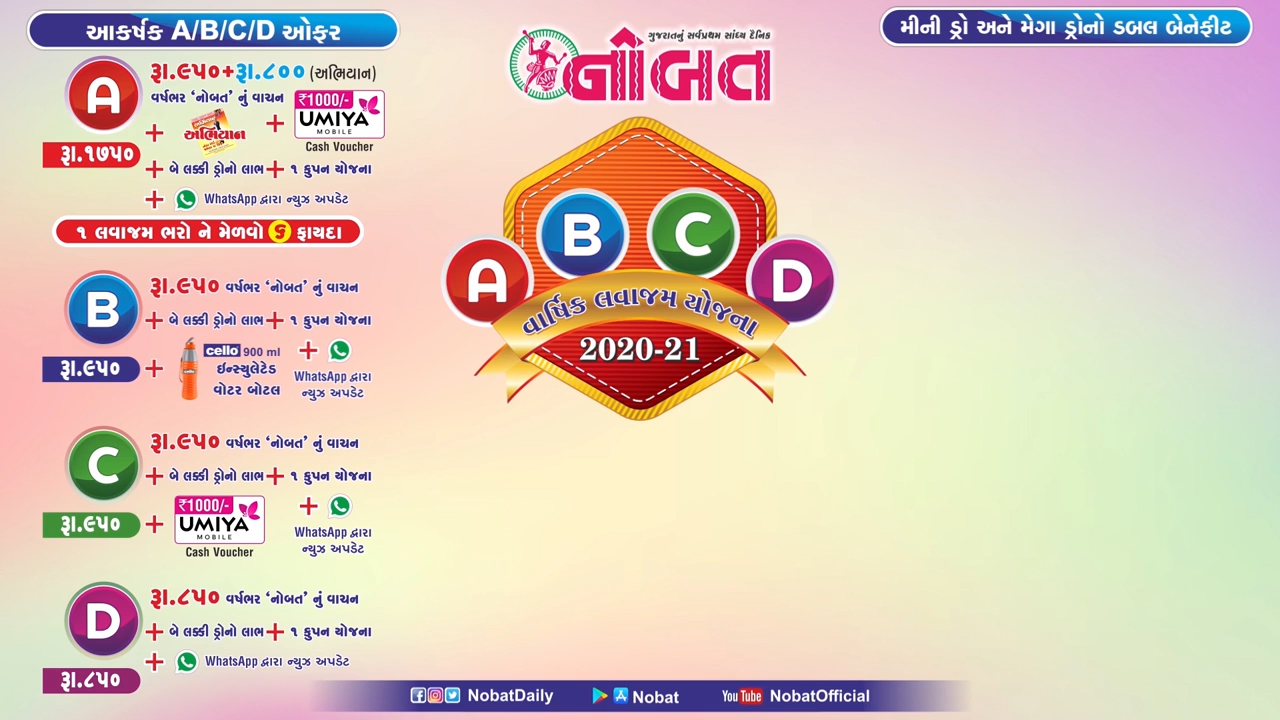 આકર્ષક A/B/C/D ઓફર
A
રૂા.૯૫૦+રૂા.૮૦૦ (અભિયાન)
વર્ષભર ‘નોબત’ નું વાચન
+ અભિયાન + ₹1000/- UMIYA MOBILE
Cash Voucher
રૂા.૧૭૫૦
+ બે લક્કી ડ્રોનો લાભ + ૧ કુપન યોજના
+ WhatsApp દ્વારા ન્યુઝ અપડેટ
૧ લવાજમ ભરો ને મેળવો ૬ ફાયદા
B
રૂા.૯૫૦ વર્ષભર ‘નોબત’ નું વાચન
+ બે લક્કી ડ્રોનો લાભ + ૧ કુપન યોજના
રૂા.૯૫૦
+ cello 900 ml
ઈન્સ્યુલેટેડ
વોટર બોટલ
+
WhatsApp દ્વારા
ન્યુઝ અપડેટ
C
રૂા.૯૫૦ વર્ષભર ‘નોબત’ નું વાચન
+ બે લક્કી ડ્રોનો લાભ + ૧ કુપન યોજના
રૂા.૯૫૦
+ ₹1000/-
UMIYA
MOBILE
Cash Voucher
+
WhatsApp દ્વારા
ન્યુઝ અપડેટ
D
રૂા.૮૫૦ વર્ષભર ‘નોબત’ નું વાચન
+ બે લક્કી ડ્રોનો લાભ + ૧ કુપન યોજના
+ WhatsApp દ્વારા ન્યુઝ અપડેટ
રૂા.૮૫૦
ગુજરાતનું સર્વપ્રથમ સાંધ્ય દૈનિક
નોબત
A B C D
વાર્ષિક લવાજમ યોજના
2020-21
મીની ડ્રો અને મેગા ડ્રોનો ડબલ બેનેફીટ
NobatDaily Nobat YouTube NobatOfficial